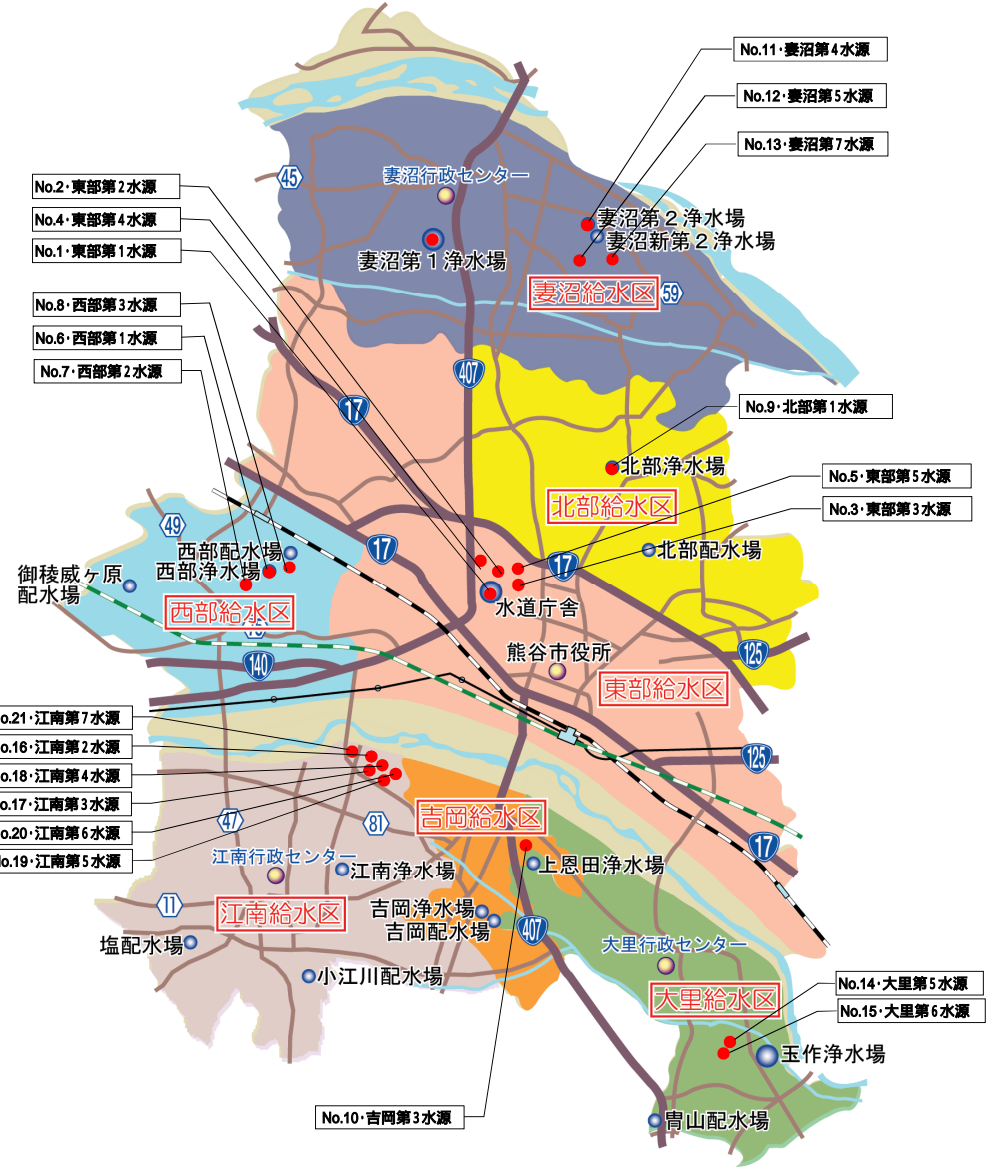 No.11・妻沼第4水源
No.12・妻沼第5水源
No.13・妻沼第7水源
45
妻沼行政センター
No.2・東部第2水源
No.4・東部第4水源
No.1・東部第1水源
妻沼第2浄水場
妻沼新第2浄水場
妻沼第1浄水場
妻沼給水区
59
No.8・西部第3水源
No.6・西部第1水源
No.7・西部第2水源
407
17
No.9・北部第1水源
北部浄水場
No.5・東部第5水源
北部給水区
No.3・東部第3水源
49
17
西部配水場
北部配水場
17
西部浄水場
御稜威ヶ原
配水場
西部給水区
水道庁舎
140
熊谷市役所
125
東部給水区
o.21・江南第7水源
o.16・江南第2水源
o.18・江南第4水源
o.17・江南第3水源
o.20・江南第6水源
o.19・江南第5水源
125
47
81
吉岡給水区
17
江南行政センター
江南浄水場
上恩田浄水場
11
江南給水区
吉岡浄水場
吉岡配水場
407
塩配水場
大里行政センター
小江川配水場
大里給水区
No.14・大里第5水源
No.15・大里第6水源
玉作浄水場
No.10・吉岡第3水源
冑山配水場